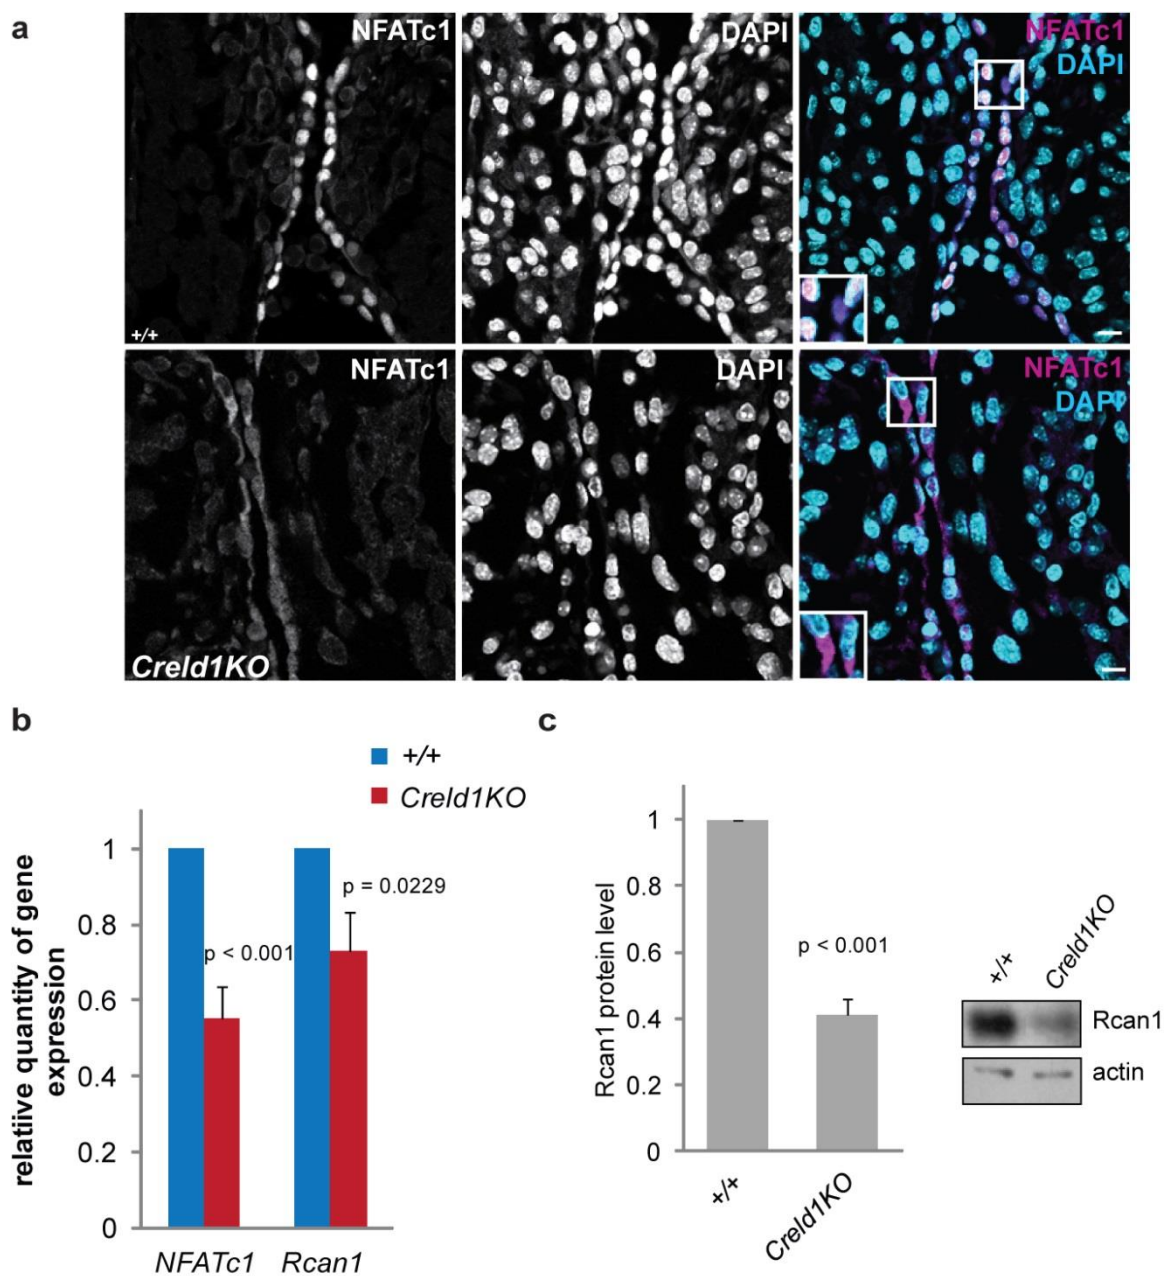 a
NFATc1
DAPI
NFATc1
DAPI
+/+
NFATc1
DAPI
NFATc1
DAPI
Creld1KO
b
+/+
Creld1KO
relatiive quantity of gene
expression
1
0.8
0.6
0.4
0.2
0
p < 0.001
p = 0.0229
NFATc1
Rcan1
c
Rcan1 protein level
1
0.8
0.6
0.4
0.2
0
p < 0.001
+/+
Creld1KO
+/+
Creld1KO
Rcan1
actin